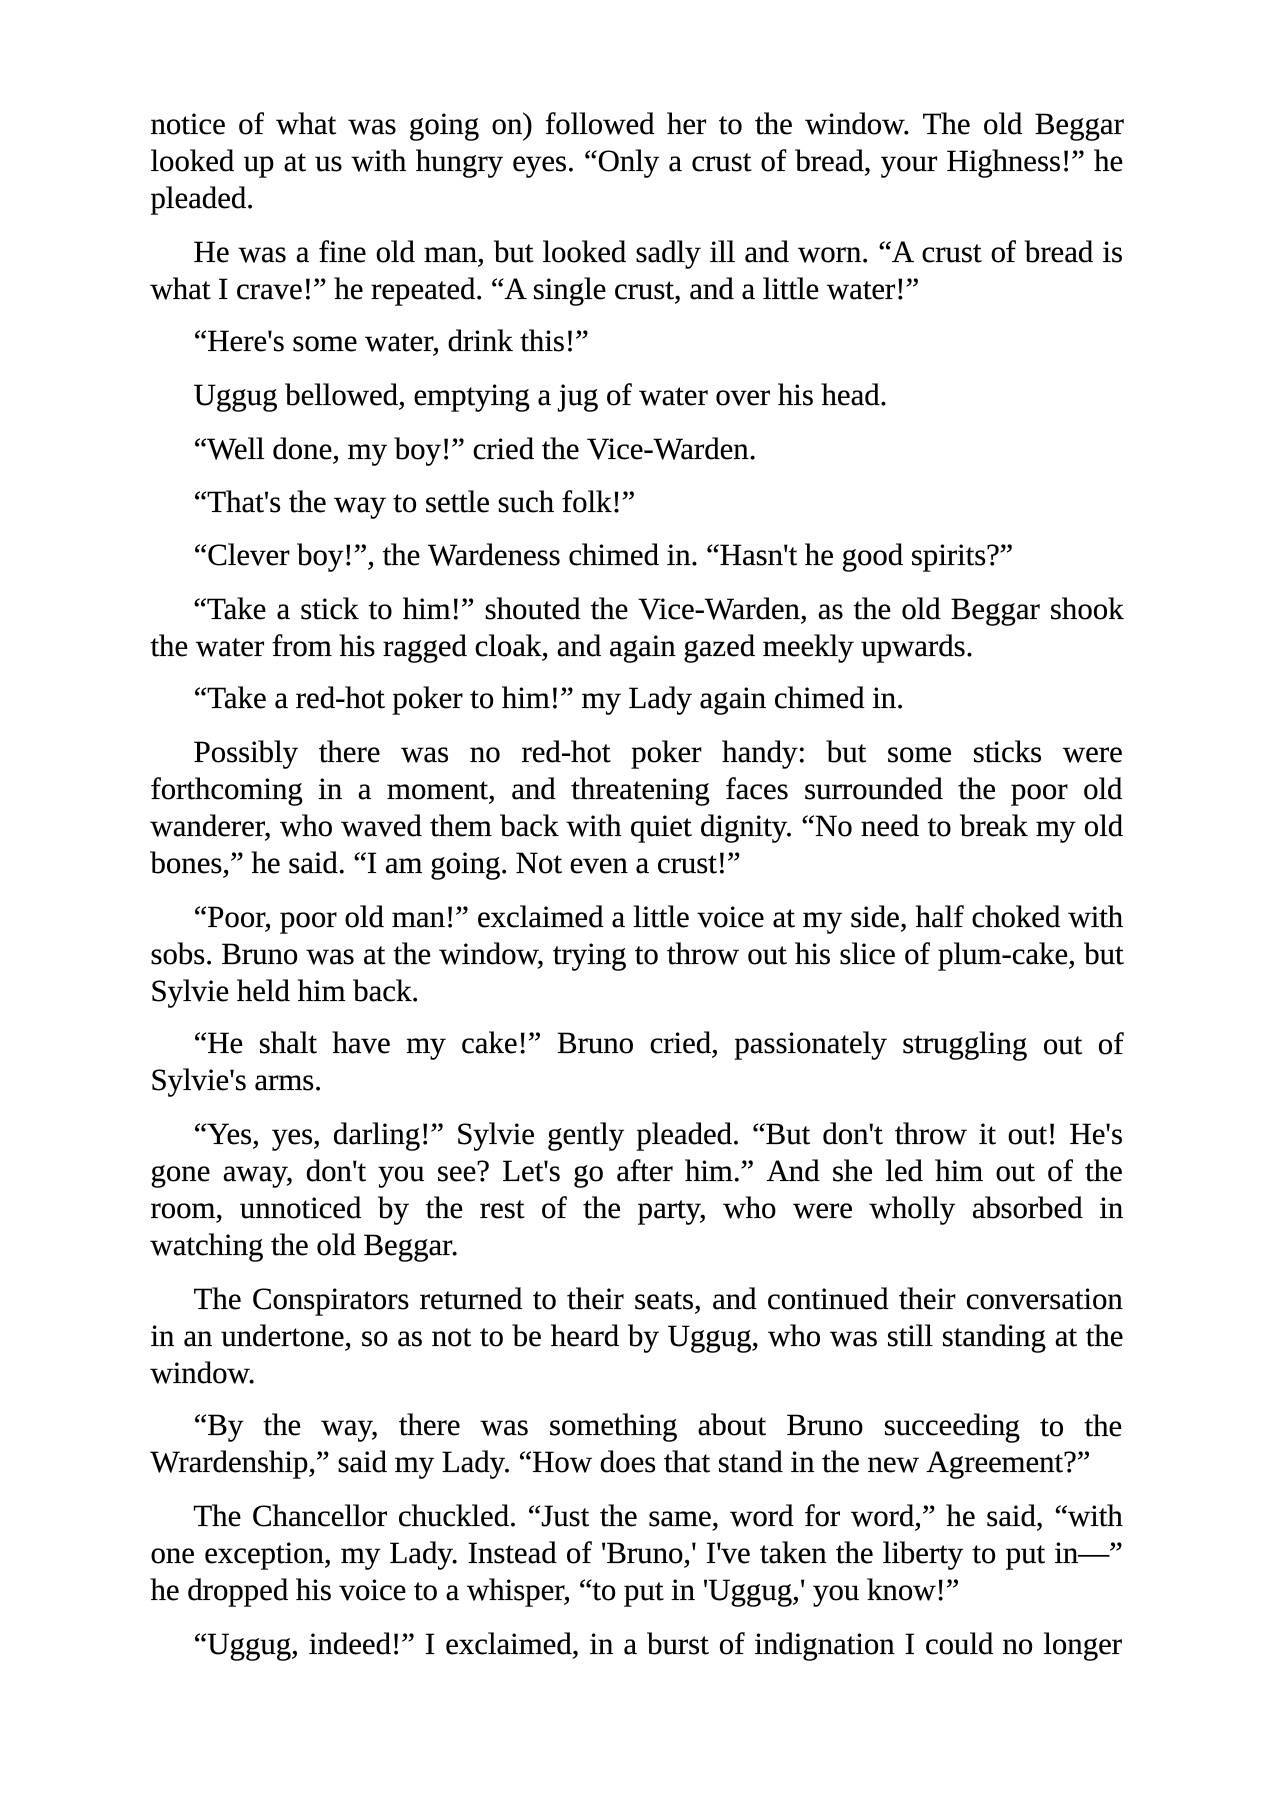 notice of what was going on) followed her to the window. The old Beggar
looked up at us with hungry eyes. “Only a crust of bread, your Highness!” he
pleaded.
He was a fine old man, but looked sadly ill and worn. “A crust of bread is
what I crave!” he repeated. “A single crust, and a little water!”
“Here's some water, drink this!”
Uggug bellowed, emptying a jug of water over his head.
“Well done, my boy!” cried the Vice-Warden.
“That's the way to settle such folk!”
“Clever boy!”, the Wardeness chimed in. “Hasn't he good spirits?”
“Take a stick to him!” shouted the Vice-Warden, as the old Beggar shook
the water from his ragged cloak, and again gazed meekly upwards.
“Take a red-hot poker to him!” my Lady again chimed in.
Possibly there was no red-hot poker handy: but some sticks were
forthcoming in a moment, and threatening faces surrounded the poor old
wanderer, who waved them back with quiet dignity. “No need to break my old
bones,” he said. “I am going. Not even a crust!”
“Poor, poor old man!” exclaimed a little voice at my side, half choked with
sobs. Bruno was at the window, trying to throw out his slice of plum-cake, but
Sylvie held him back.
“He shalt have my cake!” Bruno cried, passionately struggling out of
Sylvie's arms.
“Yes, yes, darling!” Sylvie gently pleaded. “But don't throw it out! He's
gone away, don't you see? Let's go after him.” And she led him out of the
room, unnoticed by the rest of the party, who were wholly absorbed in
watching the old Beggar.
The Conspirators returned to their seats, and continued their conversation
in an undertone, so as not to be heard by Uggug, who was still standing at the
window.
“By the way, there was something about Bruno succeeding to the
Wrardenship,” said my Lady. “How does that stand in the new Agreement?”
The Chancellor chuckled. “Just the same, word for word,” he said, “with
one exception, my Lady. Instead of 'Bruno,' I've taken the liberty to put in—”
he dropped his voice to a whisper, “to put in 'Uggug,' you know!”
“Uggug, indeed!” I exclaimed, in a burst of indignation I could no longer